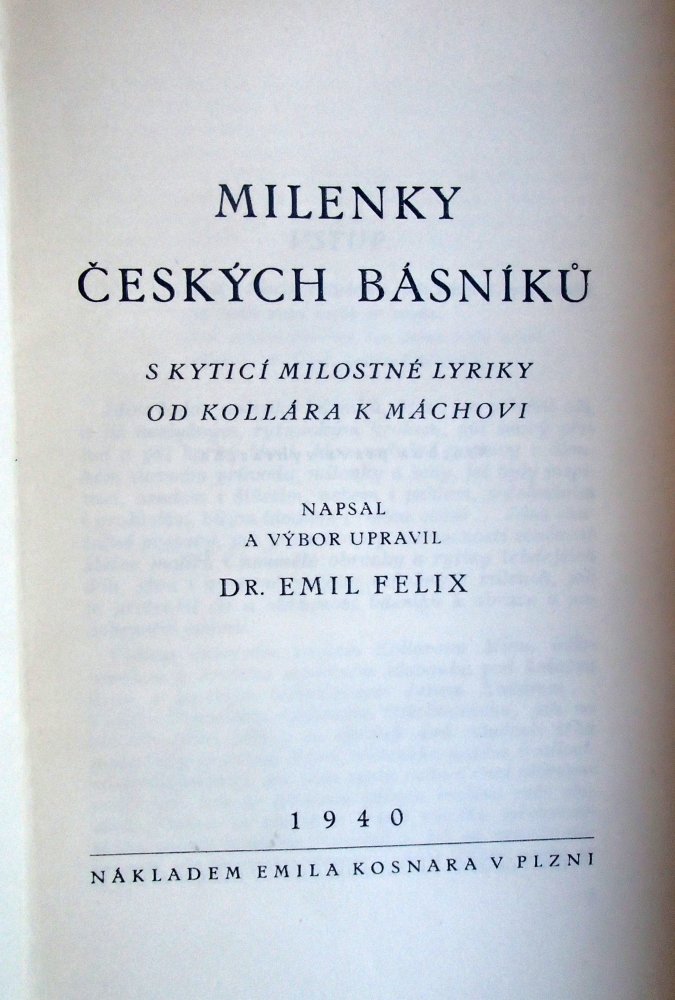 MILENKY
ČESKÝCH BÁSNÍKŮ
S KYTICÍ MILOSTNÉ LYRIKY
OD KOLLÁRA K MÁCHOVI
NAPSAL
A VÝBOR UPRAVIL
DR. EMIL FELIX
1940
NÁKLADEM EMILA KOSNARA V PLZNI